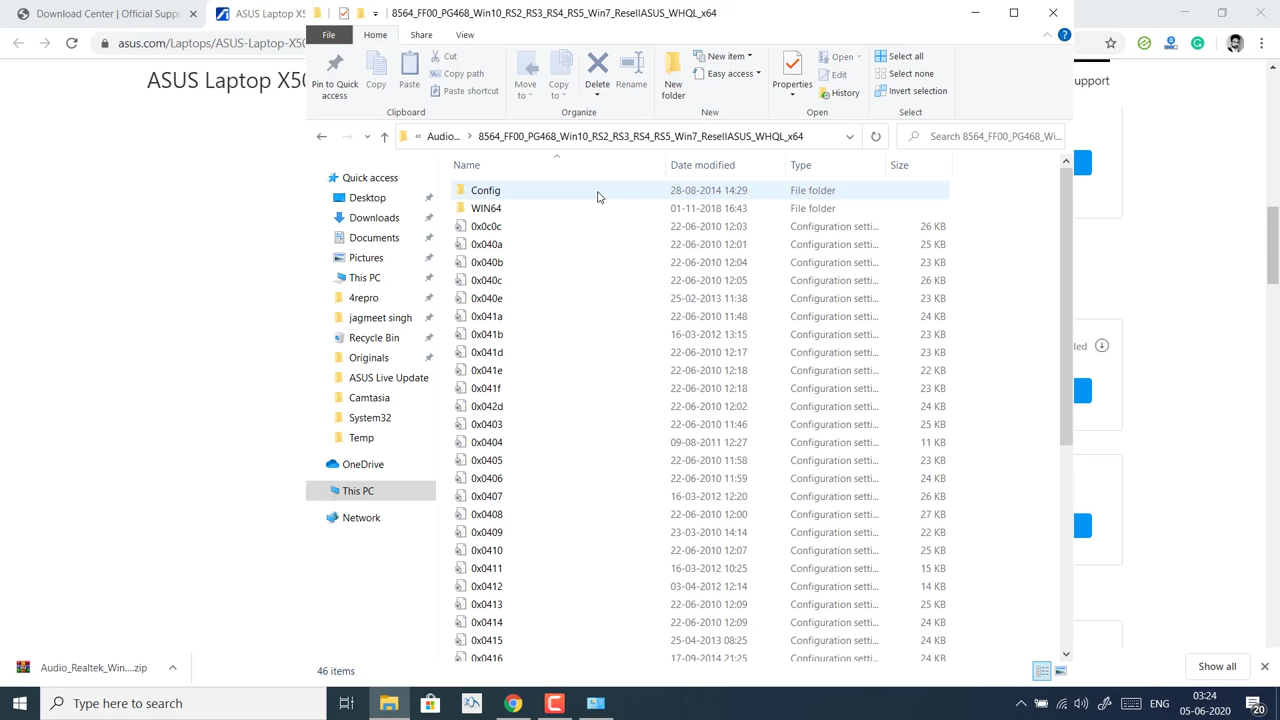 Download Center | Official Support
ASUS Laptop X50
8564_FF00_PG468_Win10_RS2_RS3_RS4_RS5_Win7_ResellASUS_WHQL_x64
asus.com/Laptops/ASUS-Laptop-X50
ASUS Laptop X50
upport
ded
File
Home
Share
View
Pin to Quick access
Copy
Paste
Cut
Copy path
Paste shortcut
Clipboard
Move to
Copy to
Delete
Rename
Organize
New folder
New item
Easy access
New
Properties
Open
Edit
History
Open
Select all
Select none
Invert selection
Select
« Audio... > 8564_FF00_PG468_Win10_RS2_RS3_RS4_RS5_Win7_ResellASUS_WHQL_x64
Search 8564_FF00_PG468_Wi...
Quick access
Desktop
Downloads
Documents
Pictures
This PC
4repro
jagmeet singh
Recycle Bin
Originals
ASUS Live Update
Camtasia
System32
Temp
OneDrive
This PC
Network
Name Date modified Type Size
Config 28-08-2014 14:29 File folder
WIN64 01-11-2018 16:43 File folder
0x0c0c 22-06-2010 12:03 Configuration setti... 26 KB
0x040a 22-06-2010 12:01 Configuration setti... 23 KB
0x040b 22-06-2010 12:04 Configuration setti... 23 KB
0x040c 22-06-2010 12:05 Configuration setti... 26 KB
0x040e 25-02-2013 11:38 Configuration setti... 23 KB
0x041a 22-06-2010 11:48 Configuration setti... 24 KB
0x041b 16-03-2012 13:15 Configuration setti... 23 KB
0x041d 22-06-2010 12:17 Configuration setti... 23 KB
0x041e 22-06-2010 12:18 Configuration setti... 22 KB
0x041f 22-06-2010 12:18 Configuration setti... 23 KB
0x042d 22-06-2010 12:02 Configuration setti... 24 KB
0x0403 22-06-2010 11:46 Configuration setti... 25 KB
0x0404 09-08-2011 12:27 Configuration setti... 11 KB
0x0405 22-06-2010 11:58 Configuration setti... 23 KB
0x0406 22-06-2010 11:59 Configuration setti... 24 KB
0x0407 16-03-2012 12:20 Configuration setti... 26 KB
0x0408 22-06-2010 12:00 Configuration setti... 27 KB
0x0409 23-03-2010 14:14 Configuration setti... 22 KB
0x0410 22-06-2010 12:07 Configuration setti... 25 KB
0x0411 16-03-2012 10:25 Configuration setti... 15 KB
0x0412 03-04-2012 12:14 Configuration setti... 14 KB
0x0413 22-06-2010 12:09 Configuration setti... 25 KB
0x0414 22-06-2010 12:09 Configuration setti... 24 KB
0x0415 25-04-2013 08:25 Configuration setti... 24 KB
0x0416 17-09-2014 21:25 Configuration setti... 24 KB
46 items
Audio_Realtek_Win....zip
Show all
Type here to search
ENG
03:24
05-06-2020
20